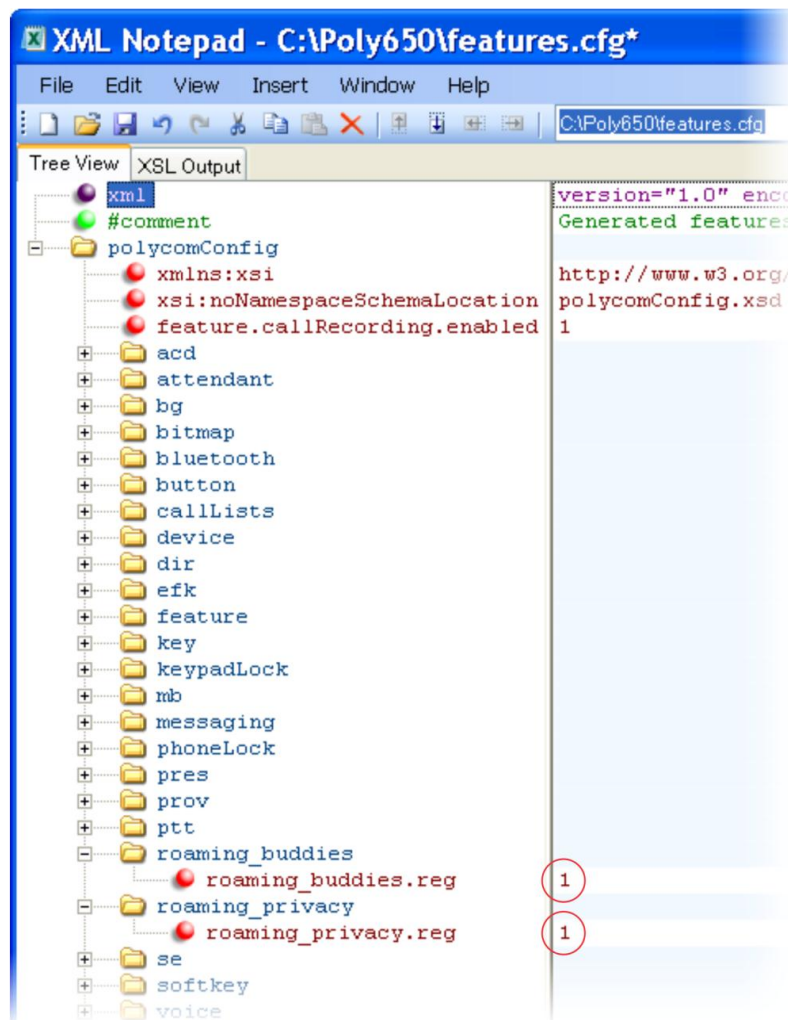 XML Notepad - C:\Poly650\features.cfg*
File Edit View Insert Window Help
C:\Poly650\features.cfg
Tree View XSL Output
xml version="1.0" enco
#comment Generated features
polycomConfig
xmlns:xsi http://www.w3.org/
xsi:noNamespaceSchemaLocation polycomConfig.xsd
feature.callRecording.enabled 1
acd
attendant
bg
bitmap
bluetooth
button
callLists
device
dir
efk
feature
key
keypadLock
mb
messaging
phoneLock
pres
prov
ptt
roaming_buddies
roaming_buddies.reg 1
roaming_privacy
roaming_privacy.reg 1
se
softkey
voice